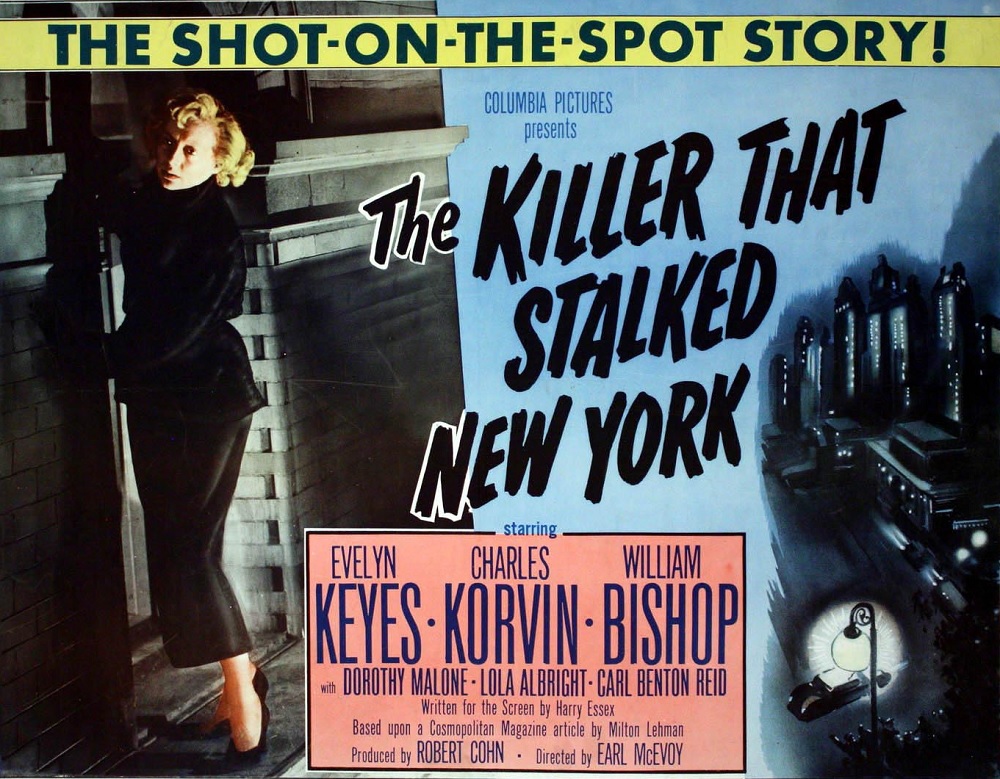 THE SHOT-ON-THE-SPOT STORY!
COLUMBIA PICTURES
presents
The KILLER THAT
STALKED
NEW YORK
starring
EVELYN CHARLES WILLIAM
KEYES · KORVIN · BISHOP
with DOROTHY MALONE · LOLA ALBRIGHT · CARL BENTON REID
Written for the Screen by Harry Essex
Based upon a Cosmopolitan Magazine article by Milton Lehman
Produced by ROBERT COHN · Directed by EARL McEVOY